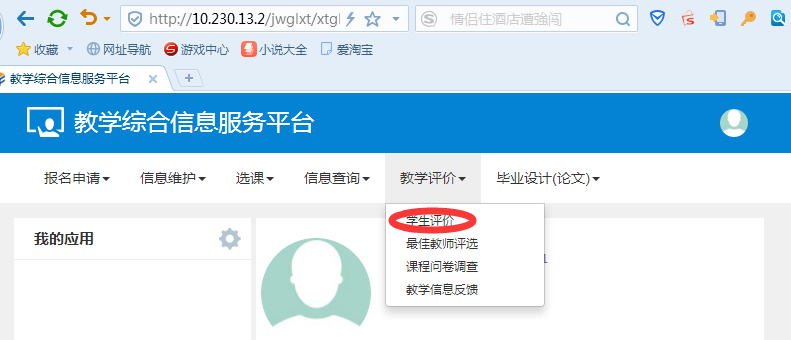 http://10.230.13.2/jwglxt/xtgl
情侣住酒店遭強闯
收藏 网址导航 游戏中心 小说大全 爱淘宝
教学综合信息服务平台
教学综合信息服务平台
报名申请 信息维护 选课 信息查询 教学评价 毕业设计(论文)
学生评价
我的应用
最佳教师评选
课程问卷调查
教学信息反馈